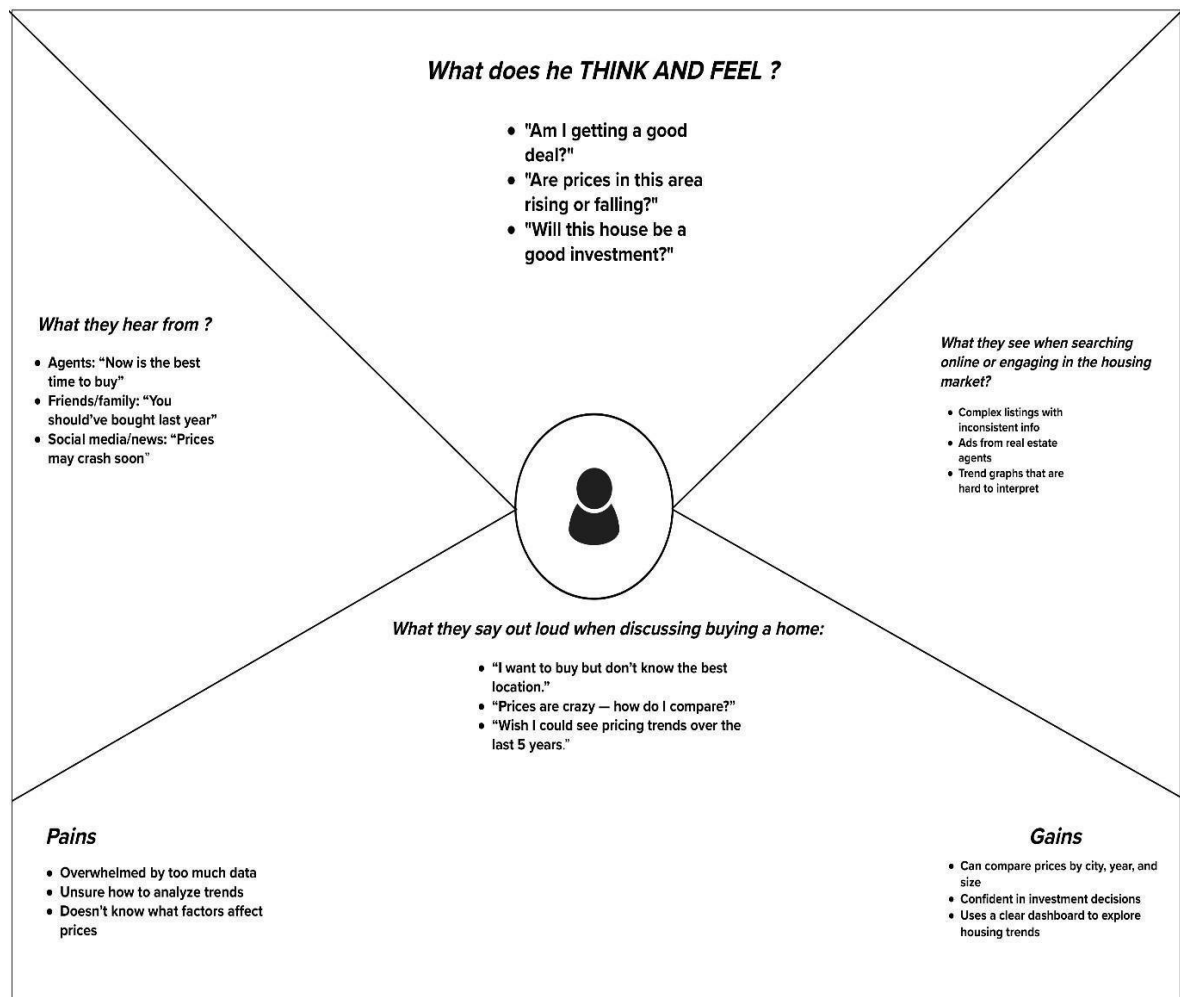 What does he THINK AND FEEL ?
• "Am I getting a good
deal?"
• "Are prices in this area
rising or falling?"
• "Will this house be a
good investment?"
What they hear from ?
• Agents: “Now is the best
time to buy”
• Friends/family: “You
should’ve bought last year”
• Social media/news: “Prices
may crash soon”
What they see when searching
online or engaging in the housing
market?
• Complex listings with
inconsistent info
• Ads from real estate
agents
• Trend graphs that are
hard to interpret
What they say out loud when discussing buying a home:
• “I want to buy but don’t know the best
location.”
• “Prices are crazy — how do I compare?”
• “Wish I could see pricing trends over the
last 5 years.”
Pains
• Overwhelmed by too much data
• Unsure how to analyze trends
• Doesn’t know what factors affect
prices
Gains
• Can compare prices by city, year, and
size
• Confident in investment decisions
• Uses a clear dashboard to explore
housing trends